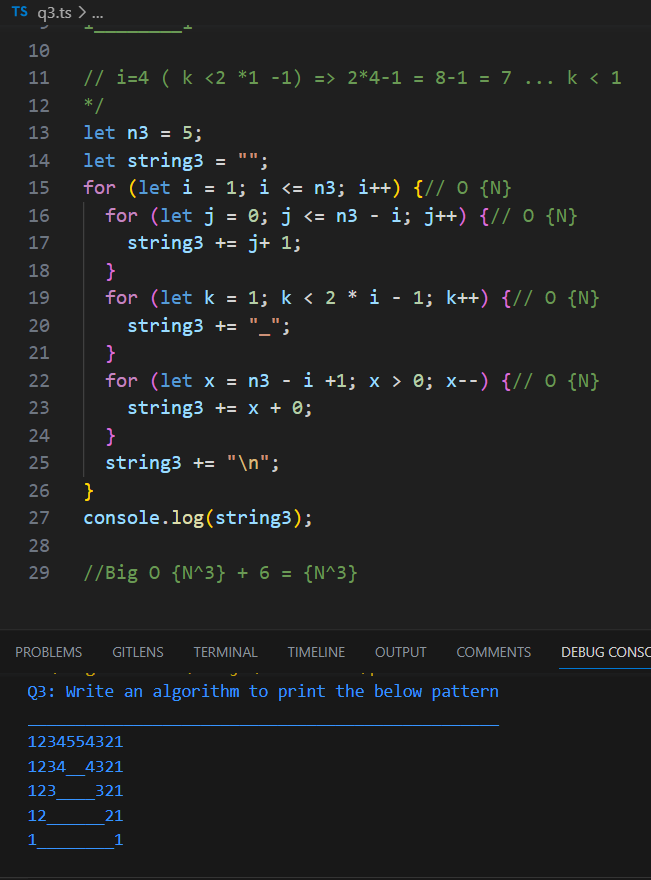 TS q3.ts > ...
10
11 // i=4 ( k <2 *1 -1) => 2*4-1 = 8-1 = 7 ... k < 1
12 */
13 let n3 = 5;
14 let string3 = "";
15 for (let i = 1; i <= n3; i++) {// O {N}
16 for (let j = 0; j <= n3 - i; j++) {// O {N}
17 string3 += j+ 1;
18 }
19 for (let k = 1; k < 2 * i - 1; k++) {// O {N}
20 string3 += "_";
21 }
22 for (let x = n3 - i +1; x > 0; x--) {// O {N}
23 string3 += x + 0;
24 }
25 string3 += "\n";
26 }
27 console.log(string3);
28
29 //Big O {N^3} + 6 = {N^3}
PROBLEMS GITLENS TERMINAL TIMELINE OUTPUT COMMENTS DEBUG CONSO
Q3: Write an algorithm to print the below pattern
_________________________________________________
1234554321
1234__4321
123____321
12______21
1________1